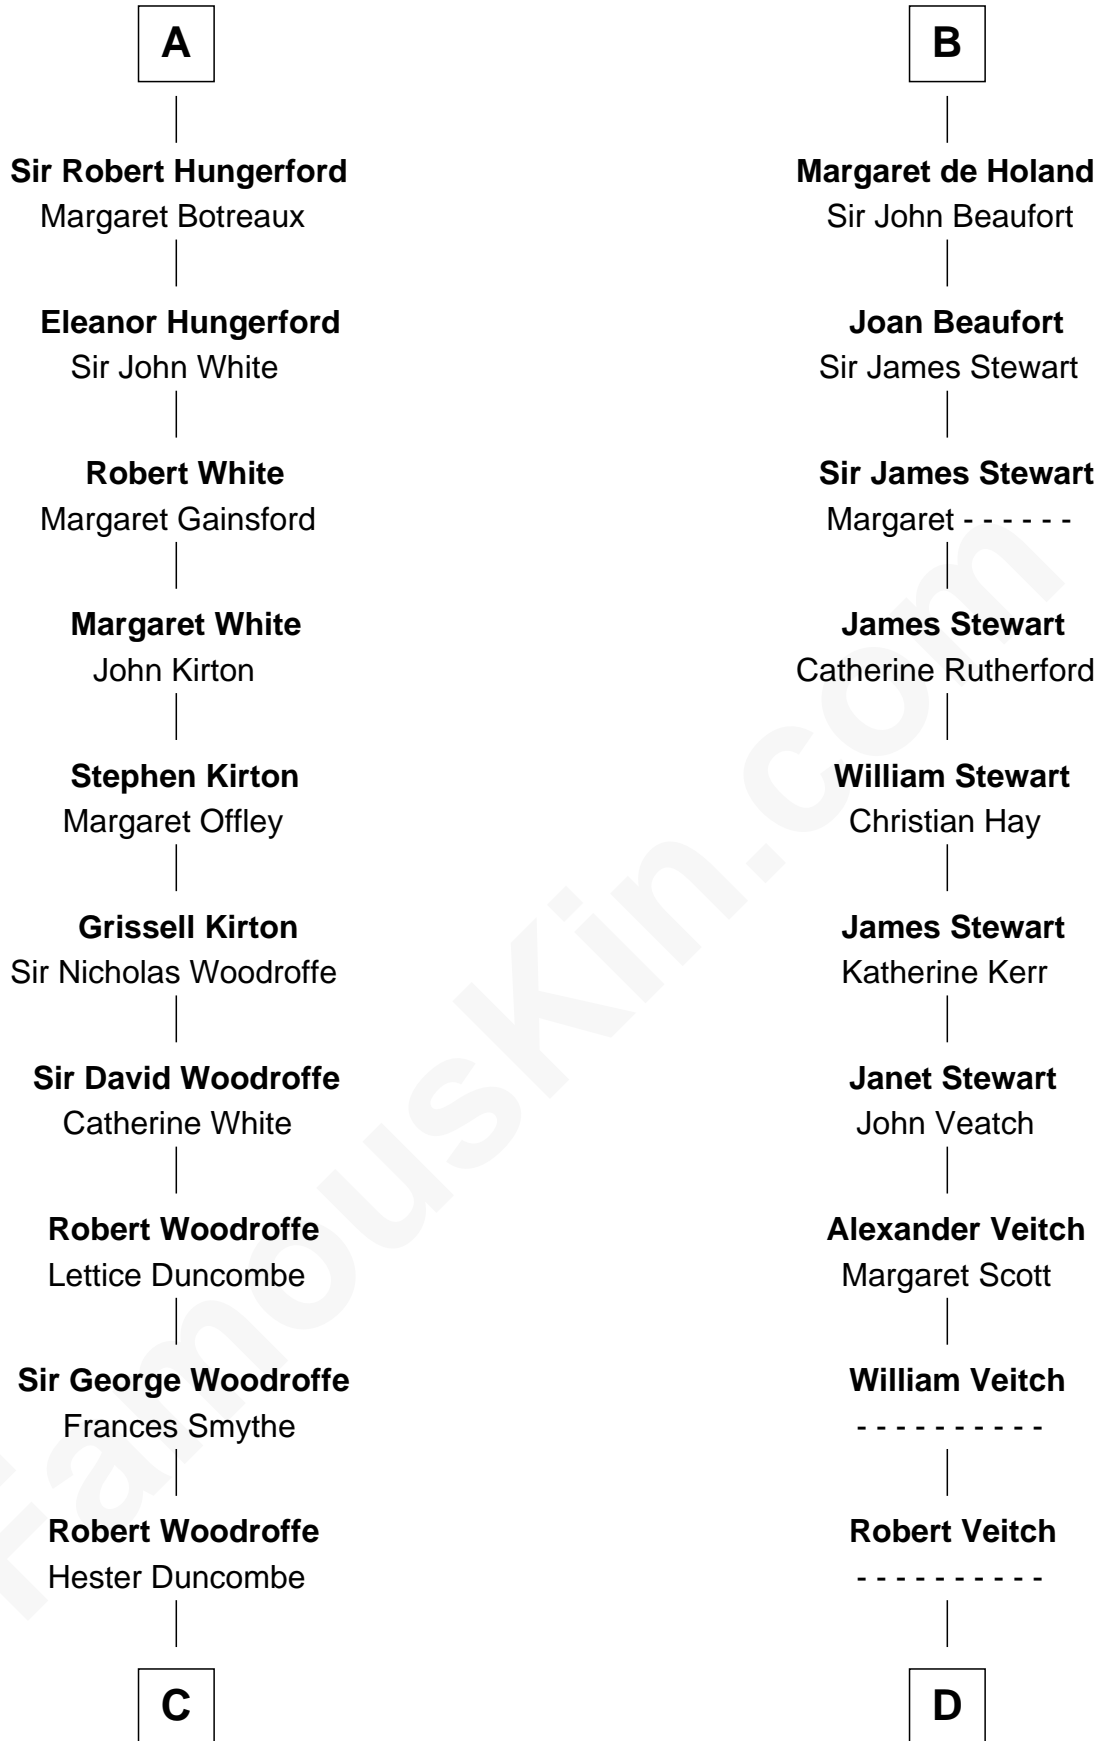 A
Sir Robert Hungerford
Margaret Botreaux
Eleanor Hungerford
Sir John White
Robert White
Margaret Gainsford
Margaret White
John Kirton
Stephen Kirton
Margaret Offley
Grissell Kirton
Sir Nicholas Woodroffe
Sir David Woodroffe
Catherine White
Robert Woodroffe
Lettice Duncombe
Sir George Woodroffe
Frances Smythe
Robert Woodroffe
Hester Duncombe
C
B
Margaret de Holand
Sir John Beaufort
Joan Beaufort
Sir James Stewart
Sir James Stewart
Margaret - - - - - -
James Stewart
Catherine Rutherford
William Stewart
Christian Hay
James Stewart
Katherine Kerr
Janet Stewart
John Veatch
Alexander Veitch
Margaret Scott
William Veitch
- - - - - - - - - -
Robert Veitch
- - - - - - - - - -
D
FamousKin.com